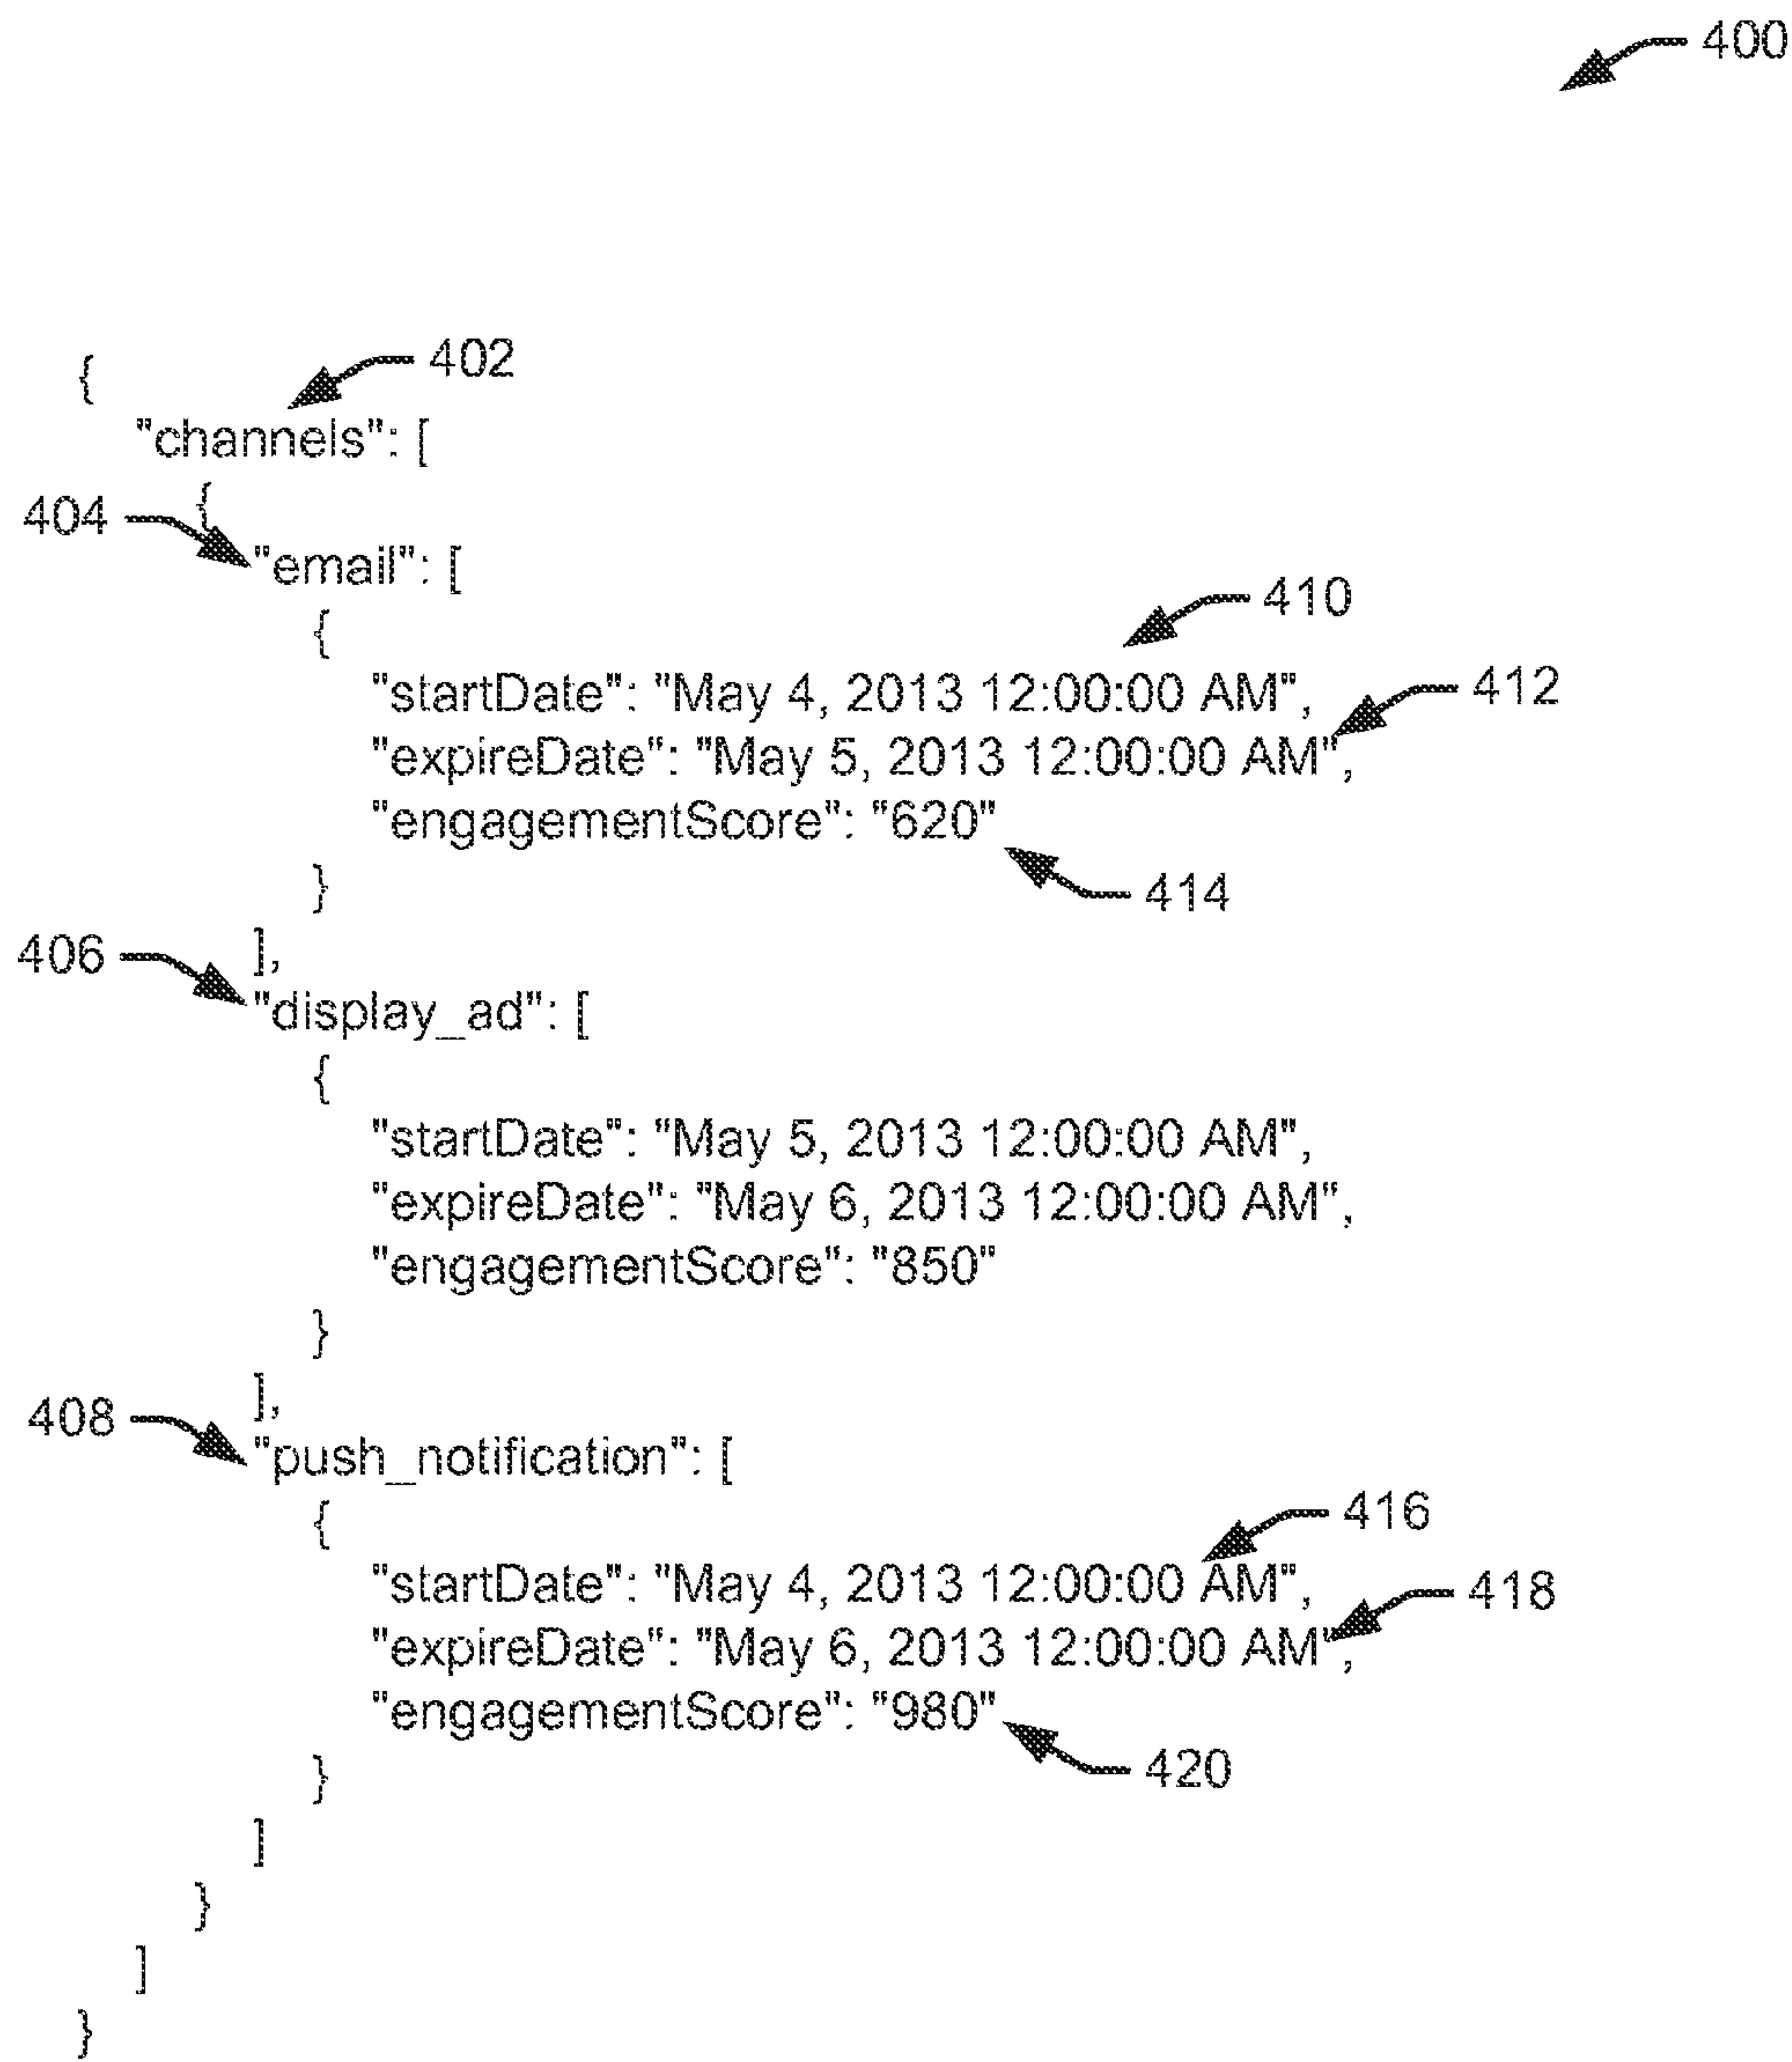 400
{ 402
"channels": [
404 {
"email": [
{ 410
"startDate": "May 4, 2013 12:00:00 AM", 412
"expireDate": "May 5, 2013 12:00:00 AM",
"engagementScore": "620"
} 414
406 ],
"display_ad": [
{
"startDate": "May 5, 2013 12:00:00 AM",
"expireDate": "May 6, 2013 12:00:00 AM",
"engagementScore": "850"
}
408 ],
"push_notification": [
{ 416
"startDate": "May 4, 2013 12:00:00 AM", 418
"expireDate": "May 6, 2013 12:00:00 AM",
"engagementScore": "980"
} 420
]
}
]
}